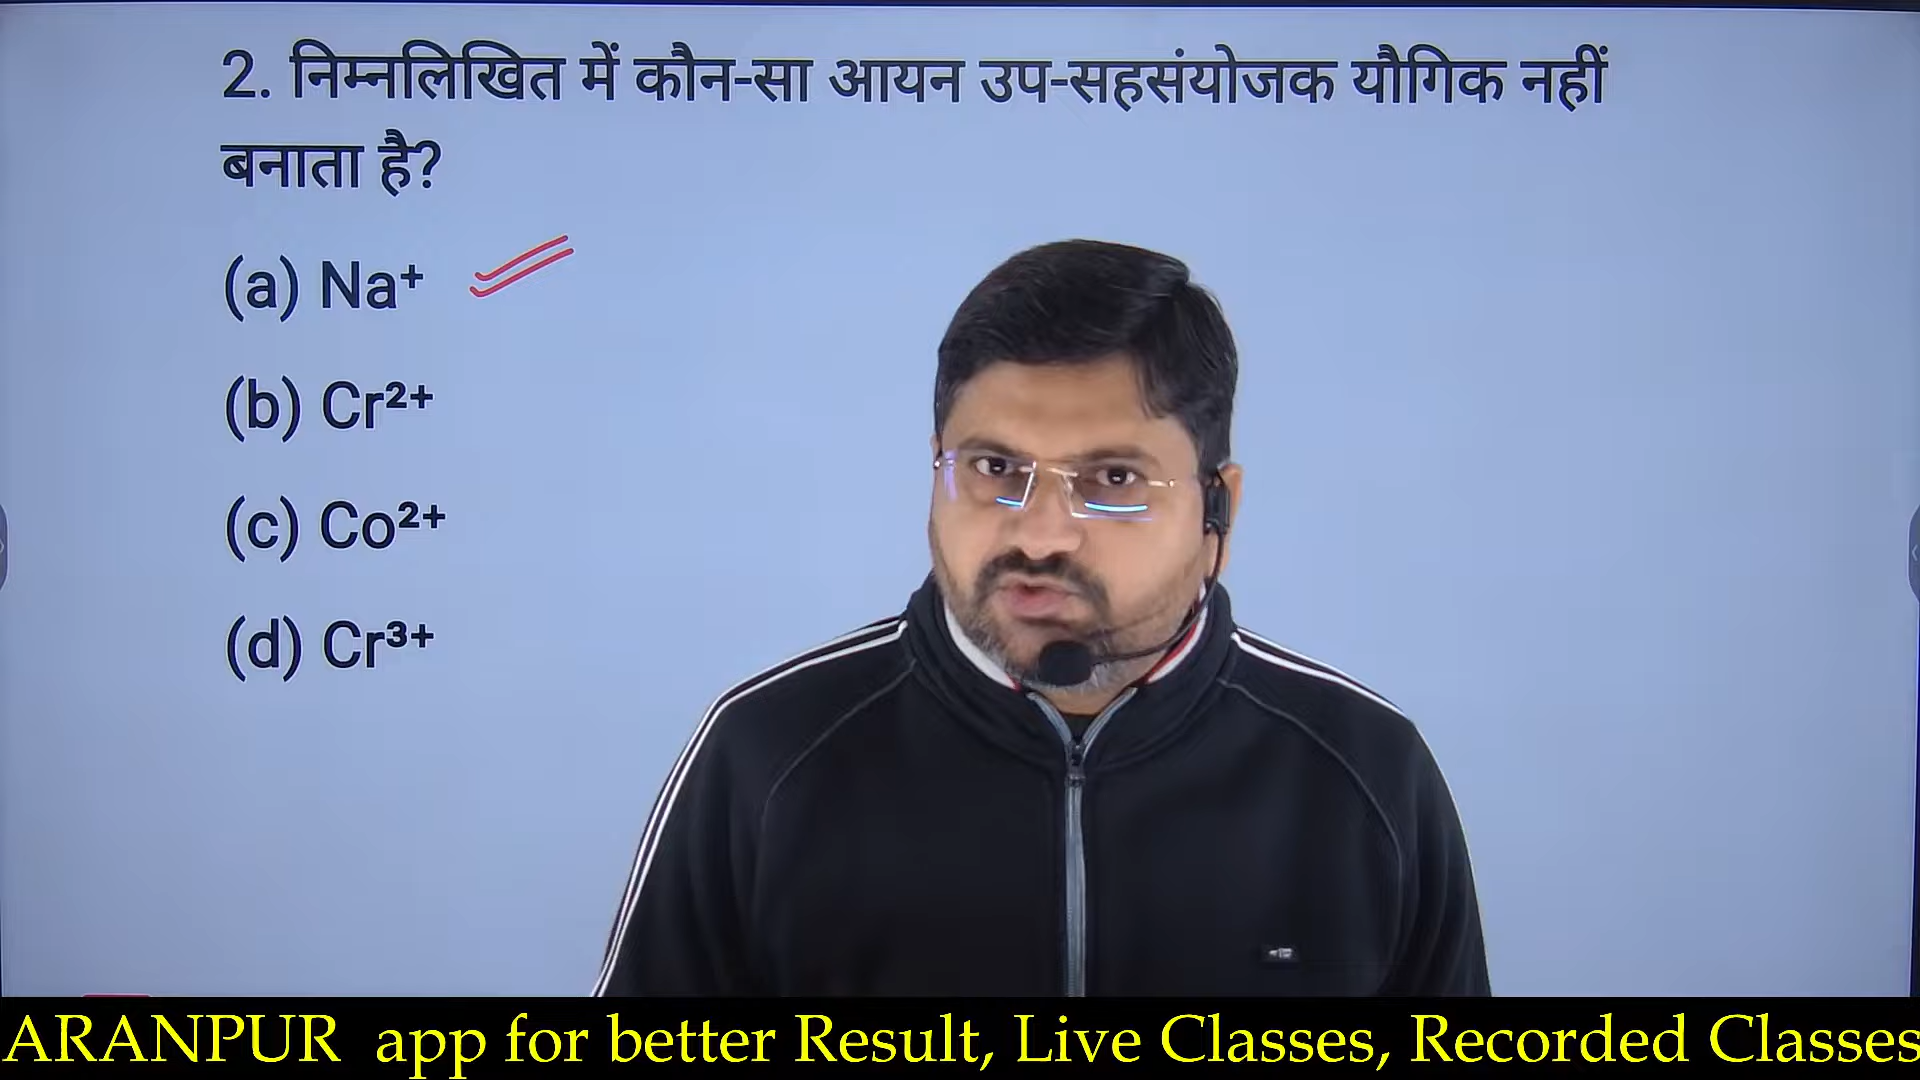 2. निम्नलिखित में कौन-सा आयन उप-सहसंयोजक यौगिक नहीं
बनाता है?
(a) Na⁺
(b) Cr²⁺
(c) Co²⁺
(d) Cr³⁺
ARANPUR app for better Result, Live Classes, Recorded Classes